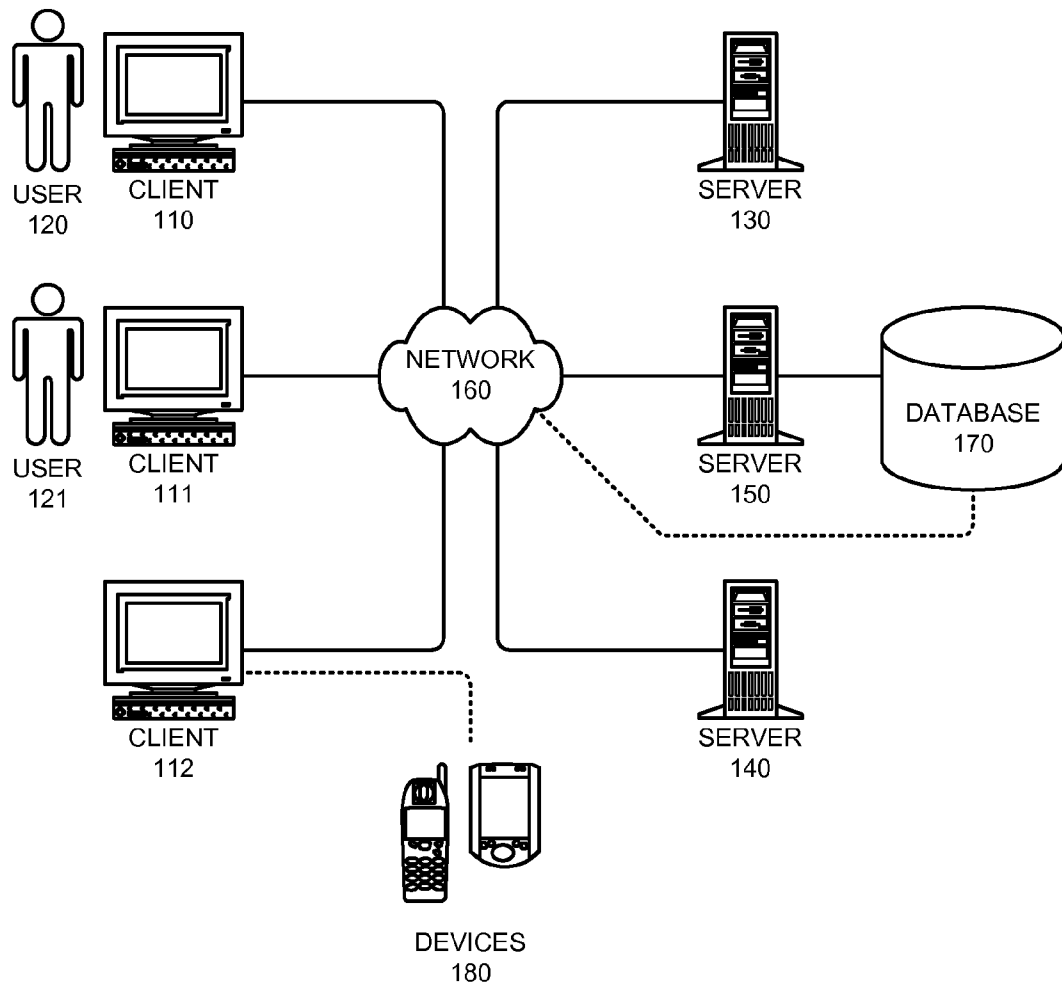 USER
120
CLIENT
110
SERVER
130
USER
121
CLIENT
111
NETWORK
160
SERVER
150
DATABASE
170
CLIENT
112
SERVER
140
DEVICES
180